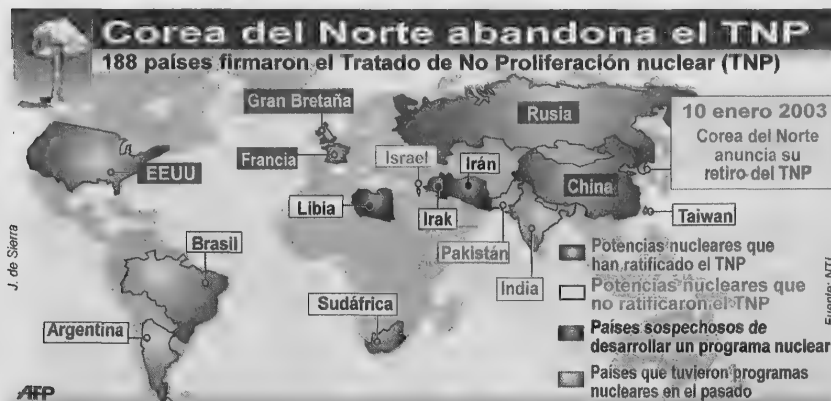 Corea del Norte abandona el TNP
188 países firmaron el Tratado de No Proliferación nuclear (TNP)
Gran Bretaña
Rusia
10 enero 2003
Corea del Norte
anuncia su
retiro del TNP
Francia
Israel
Irán
EEUU
China
Libia
Irak
Taiwan
Pakistán
Brasil
India
Sudáfrica
Argentina
Potencias nucleares que
han ratificado el TNP
Potencias nucleares que
no ratificaron el TNP
Países sospechosos de
desarrollar un programa nuclear
Países que tuvieron programas
nucleares en el pasado
J. de Sierra
Fuente: NTI
AFP